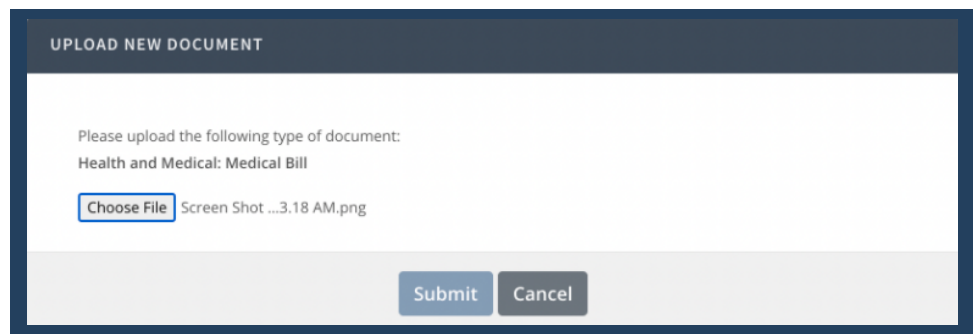 UPLOAD NEW DOCUMENT
Please upload the following type of document:
Health and Medical: Medical Bill
Choose File Screen Shot ...3.18 AM.png
Submit Cancel